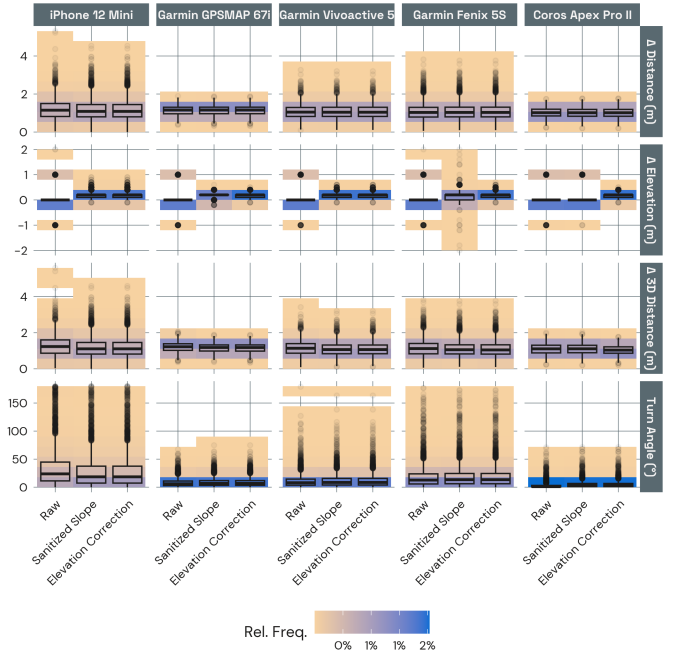 iPhone 12 Mini
Garmin GPSMAP 67i
Garmin Vivoactive 5
Garmin Fenix 5S
Coros Apex Pro II
4
2
0
Δ Distance (m)
2
1
0
−1
−2
Δ Elevation (m)
4
2
0
Δ 3D Distance (m)
150
100
50
0
Turn Angle (°)
Raw
Sanitized Slope
Elevation Correction
Raw
Sanitized Slope
Elevation Correction
Raw
Sanitized Slope
Elevation Correction
Raw
Sanitized Slope
Elevation Correction
Raw
Sanitized Slope
Elevation Correction
Rel. Freq.
0% 1% 1% 2%